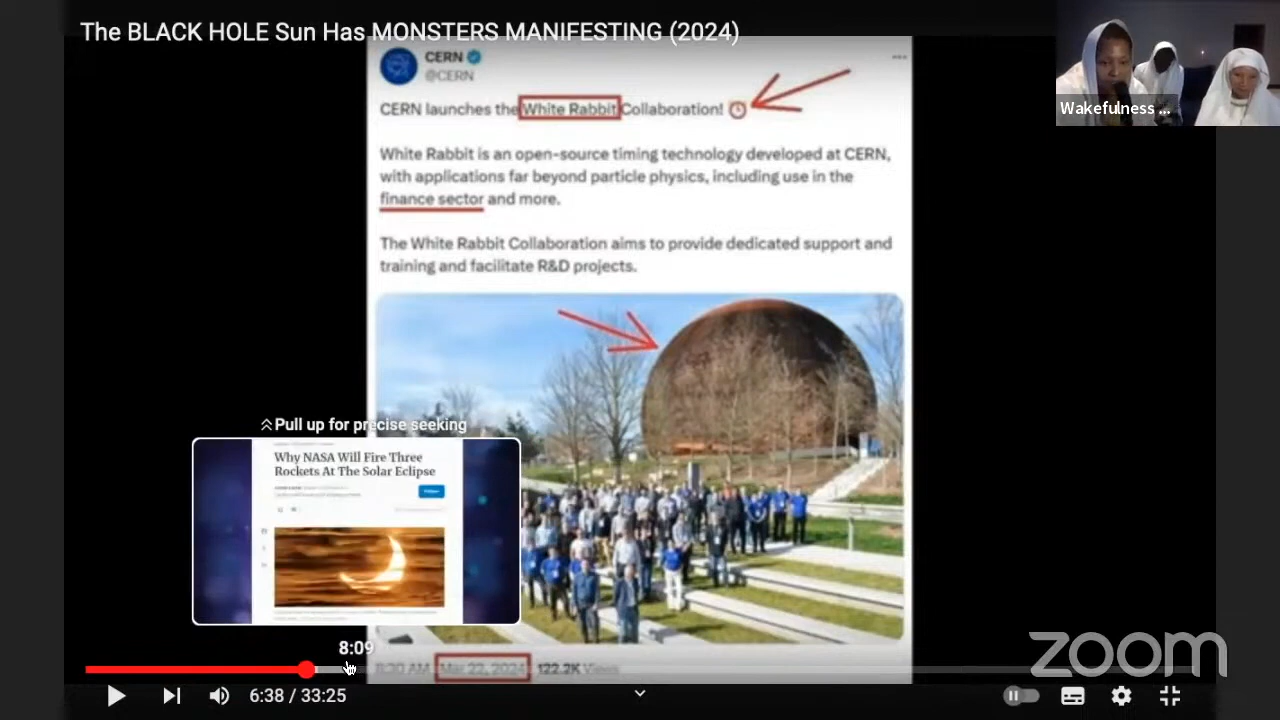 The BLACK HOLE Sun Has MONSTERS MANIFESTING (2024)
CERN
@CERN
CERN launches the White Rabbit Collaboration!
White Rabbit is an open-source timing technology developed at CERN,
with applications far beyond particle physics, including use in the
finance sector and more.
The White Rabbit Collaboration aims to provide dedicated support and
training and facilitate R&D projects.
Wakefulness ...
Pull up for precise seeking
Why NASA Will Fire Three
Rockets At The Solar Eclipse
8:09
8:30 AM Mar 22, 2024 122.2K Views
6:38 / 33:25
zoom